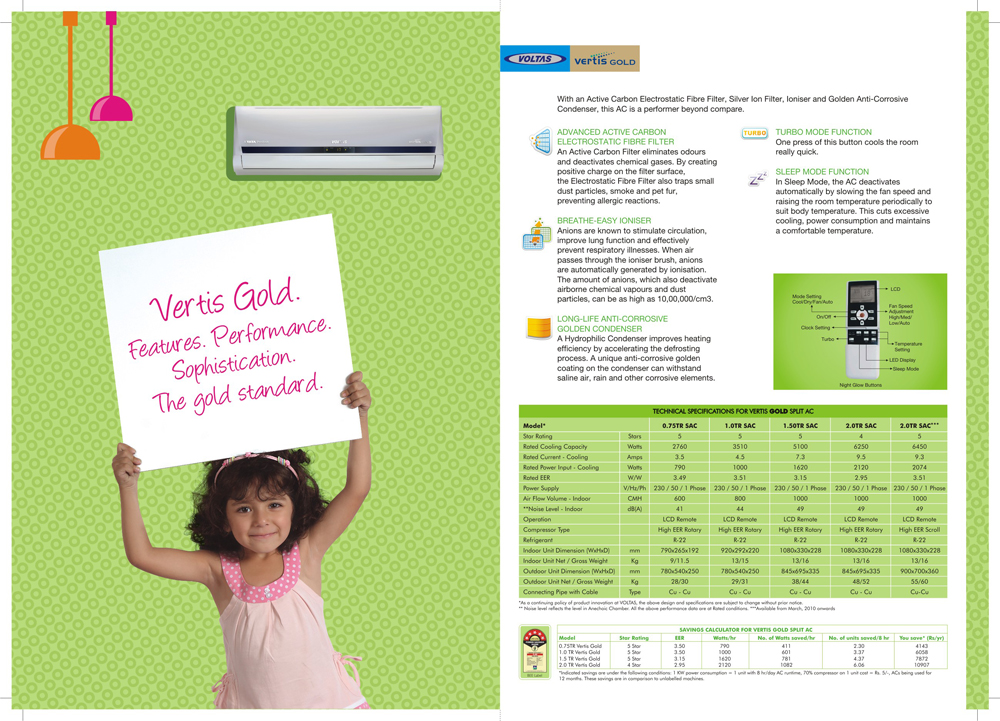 Vertis Gold.
Features. Performance.
Sophistication.
The gold standard.
VOLTAS
vertis GOLD
With an Active Carbon Electrostatic Fibre Filter, Silver Ion Filter, Ioniser and Golden Anti-Corrosive
Condenser, this AC is a performer beyond compare.
ADVANCED ACTIVE CARBON
ELECTROSTATIC FIBRE FILTER
An Active Carbon Filter eliminates odours
and deactivates chemical gases. By creating
positive charge on the filter surface,
the Electrostatic Fibre Filter also traps small
dust particles, smoke and pet fur,
preventing allergic reactions.
BREATHE-EASY IONISER
Anions are known to stimulate circulation,
improve lung function and effectively
prevent respiratory illnesses. When air
passes through the ioniser brush, anions
are automatically generated by ionisation.
The amount of anions, which also deactivate
airborne chemical vapours and dust
particles, can be as high as 10,00,000/cm3.
LONG-LIFE ANTI-CORROSIVE
GOLDEN CONDENSER
A Hydrophilic Condenser improves heating
efficiency by accelerating the defrosting
process. A unique anti-corrosive golden
coating on the condenser can withstand
saline air, rain and other corrosive elements.
TURBO
TURBO MODE FUNCTION
One press of this button cools the room
really quick.
zzz
SLEEP MODE FUNCTION
In Sleep Mode, the AC deactivates
automatically by slowing the fan speed and
raising the room temperature periodically to
suit body temperature. This cuts excessive
cooling, power consumption and maintains
a comfortable temperature.
LCD
Mode Setting
Cool/Dry/Fan/Auto
Fan Speed
Adjustment
High/Med/
Low/Auto
On/Off
Clock Setting
Turbo
Temperature
Setting
LED Display
Sleep Mode
Night Glow Buttons
TECHNICAL SPECIFICATIONS FOR VERTIS GOLD SPLIT AC
Model* 0.75TR SAC 1.0TR SAC 1.50TR SAC 2.0TR SAC 2.0TR SAC***
Star Rating Stars 5 5 5 4 5
Rated Cooling Capacity Watts 2760 3510 5100 6250 6450
Rated Current - Cooling Amps 3.5 4.5 7.3 9.5 9.3
Rated Power Input - Cooling Watts 790 1000 1620 2120 2074
Rated EER W/W 3.49 3.51 3.15 2.95 3.51
Power Supply V/Hz/Ph 230 / 50 / 1 Phase 230 / 50 / 1 Phase 230 / 50 / 1 Phase 230 / 50 / 1 Phase 230 / 50 / 1 Phase
Air Flow Volume - Indoor CMH 600 800 1000 1000 1000
**Noise Level - Indoor dB(A) 41 44 49 49 49
Operation LCD Remote LCD Remote LCD Remote LCD Remote LCD Remote
Compressor Type High EER Rotary High EER Rotary High EER Rotary High EER Rotary High EER Scroll
Refrigerant R-22 R-22 R-22 R-22 R-22
Indoor Unit Dimension (WxHxD) mm 790x265x192 920x292x220 1080x330x228 1080x330x228 1080x330x228
Indoor Unit Net / Gross Weight Kg 9/11.5 13/15 13/16 13/16 13/16
Outdoor Unit Dimension (WxHxD) mm 780x540x250 780x540x250 845x695x335 845x695x335 900x700x360
Outdoor Unit Net / Gross Weight Kg 28/30 29/31 38/44 48/52 55/60
Connecting Pipe with Cable Type Cu - Cu Cu - Cu Cu - Cu Cu - Cu Cu-Cu
*As a continuing policy of product innovation at VOLTAS, the above design and specifications are subject to change without prior notice.
** Noise level reflects the level in Anechoic Chamber. All the above performance data are at Rated conditions. ***Available from March, 2010 onwards
SAVINGS CALCULATOR FOR VERTIS GOLD SPLIT AC
Model Star Rating EER Watts/hr No. of Watts saved/hr No. of units saved/8 hr You save* (Rs/yr)
0.75TR Vertis Gold 5 Star 3.50 790 411 2.30 4143
1.0 TR Vertis Gold 5 Star 3.50 1000 601 3.37 6058
1.5 TR Vertis Gold 5 Star 3.15 1620 781 4.37 7872
2.0 TR Vertis Gold 4 Star 2.95 2120 1082 6.06 10907
*Indicated savings are under the following conditions: 1 KW power consumption = 1 unit with 8 hr/day AC runtime, 70% compressor on 1 unit cost = Rs. 5/-, ACs being used for
12 months. These savings are in comparison to unlabelled machines.